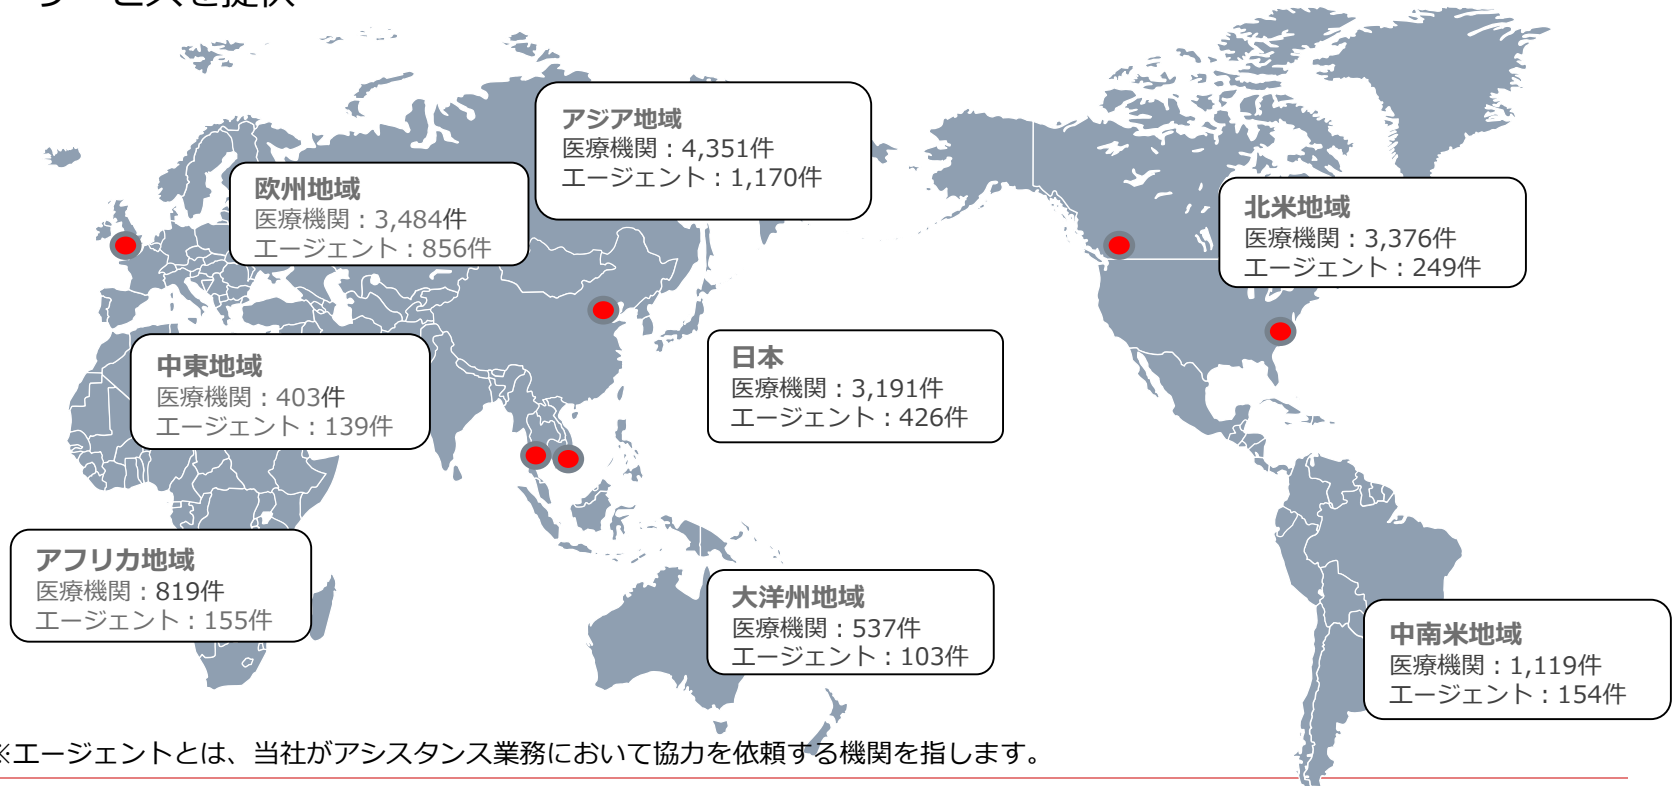 サービスを提供
アジア地域
医療機関：4,351件
エージェント：1,170件
欧州地域
医療機関：3,484件
エージェント：856件
北米地域
医療機関：3,376件
エージェント：249件
中東地域
医療機関：403件
エージェント：139件
日本
医療機関：3,191件
エージェント：426件
アフリカ地域
医療機関：819件
エージェント：155件
大洋州地域
医療機関：537件
エージェント：103件
中南米地域
医療機関：1,119件
エージェント：154件
※エージェントとは、当社がアシスタンス業務において協力を依頼する機関を指します。